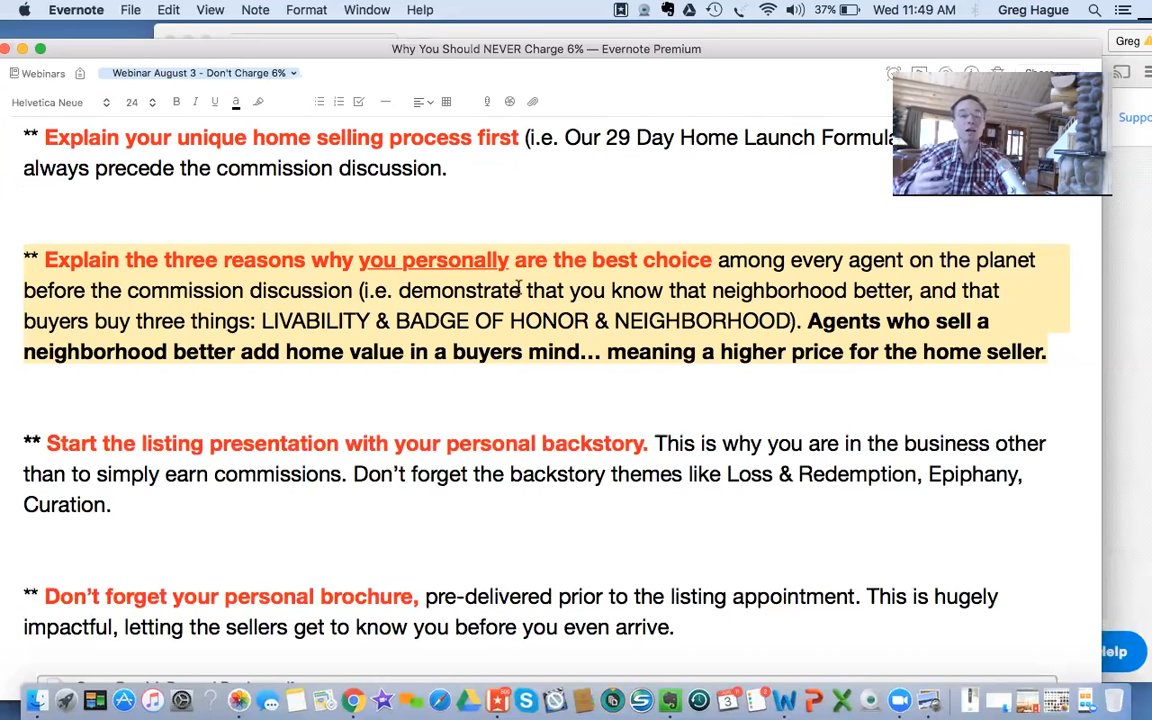 Evernote File Edit View Note Format Window Help 37% Wed 11:49 AM Greg Hague
Why You Should NEVER Charge 6% — Evernote Premium
Greg
Webinars Webinar August 3 - Don't Charge 6%
Share
Helvetica Neue 24 B I U a
Suppo
** Explain your unique home selling process first (i.e. Our 29 Day Home Launch Formula
always precede the commission discussion.
** Explain the three reasons why you personally are the best choice among every agent on the planet
before the commission discussion (i.e. demonstrate that you know that neighborhood better, and that
buyers buy three things: LIVABILITY & BADGE OF HONOR & NEIGHBORHOOD). Agents who sell a
neighborhood better add home value in a buyers mind... meaning a higher price for the home seller.
** Start the listing presentation with your personal backstory. This is why you are in the business other
than to simply earn commissions. Don't forget the backstory themes like Loss & Redemption, Epiphany,
Curation.
** Don't forget your personal brochure, pre-delivered prior to the listing appointment. This is hugely
impactful, letting the sellers get to know you before you even arrive.
Help